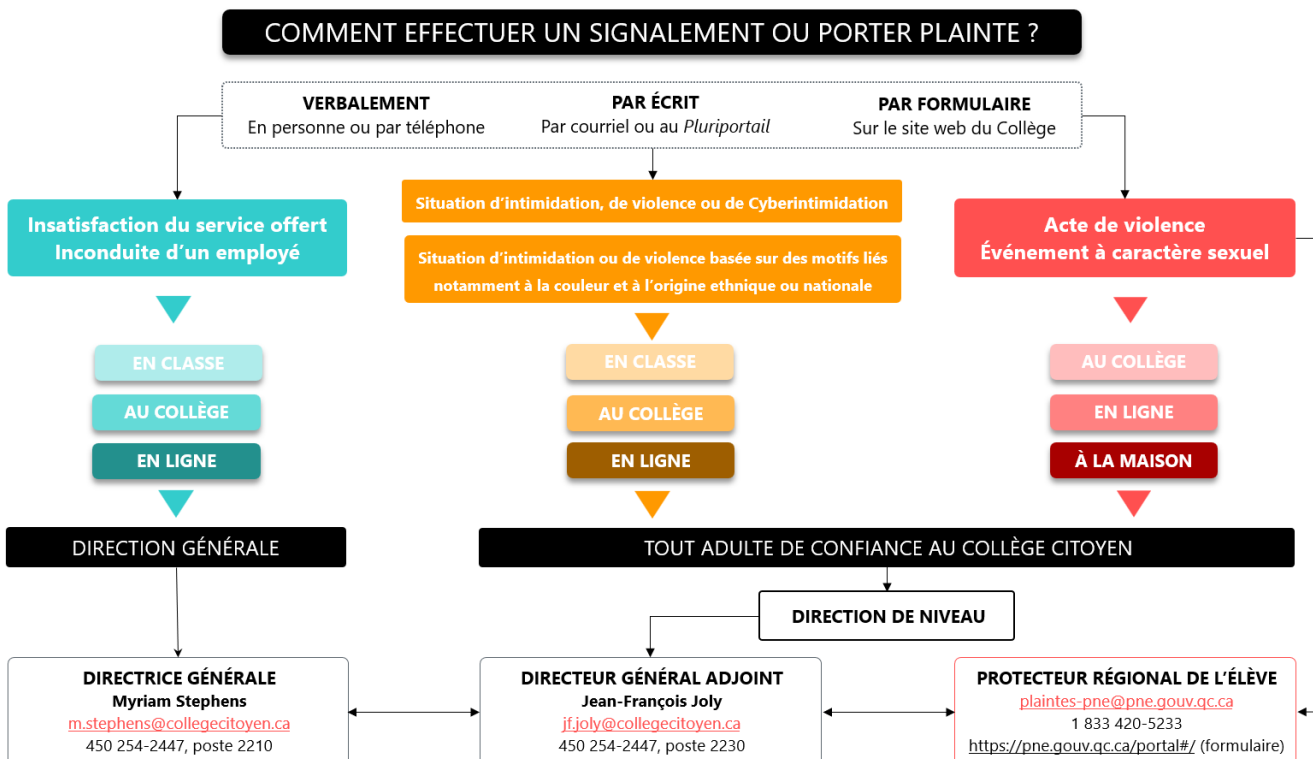 COMMENT EFFECTUER UN SIGNALEMENT OU PORTER PLAINTE ?
VERBALEMENT
En personne ou par téléphone
PAR ÉCRIT
Par courriel ou au Pluriportail
PAR FORMULAIRE
Sur le site web du Collège
Insatisfaction du service offert
Inconduite d'un employé
EN CLASSE
AU COLLÈGE
EN LIGNE
DIRECTION GÉNÉRALE
Situation d'intimidation, de violence ou de Cyberintimidation
Situation d'intimidation ou de violence basée sur des motifs liés
notamment à la couleur et à l'origine ethnique ou nationale
EN CLASSE
AU COLLÈGE
EN LIGNE
Acte de violence
Événement à caractère sexuel
AU COLLÈGE
EN LIGNE
À LA MAISON
TOUT ADULTE DE CONFIANCE AU COLLÈGE CITOYEN
DIRECTION DE NIVEAU
DIRECTRICE GÉNÉRALE
Myriam Stephens
m.stephens@collegecitoyen.ca
450 254-2447, poste 2210
DIRECTEUR GÉNÉRAL ADJOINT
Jean-François Joly
jf.joly@collegecitoyen.ca
450 254-2447, poste 2230
PROTECTEUR RÉGIONAL DE L'ÉLÈVE
plaintes-pne@pne.gouv.qc.ca
1 833 420-5233
https://pne.gouv.qc.ca/portal#/ (formulaire)